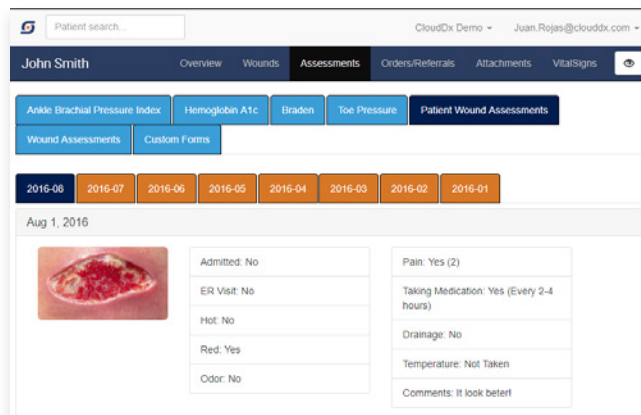 Patient search...
CloudDx Demo
Juan.Rojas@clouddx.com
John Smith
Overview
Wounds
Assessments
Orders/Referrals
Attachments
VitalSigns
Ankle Brachial Pressure Index
Hemoglobin A1c
Braden
Toe Pressure
Patient Wound Assessments
Wound Assessments
Custom Forms
2016-08
2016-07
2016-06
2016-05
2016-04
2016-03
2016-02
2016-01
Aug 1, 2016
Admitted: No
ER Visit: No
Hot: No
Red: Yes
Odor: No
Pain: Yes (2)
Taking Medication: Yes (Every 2-4
hours)
Drainage: No
Temperature: Not Taken
Comments: It look beter!